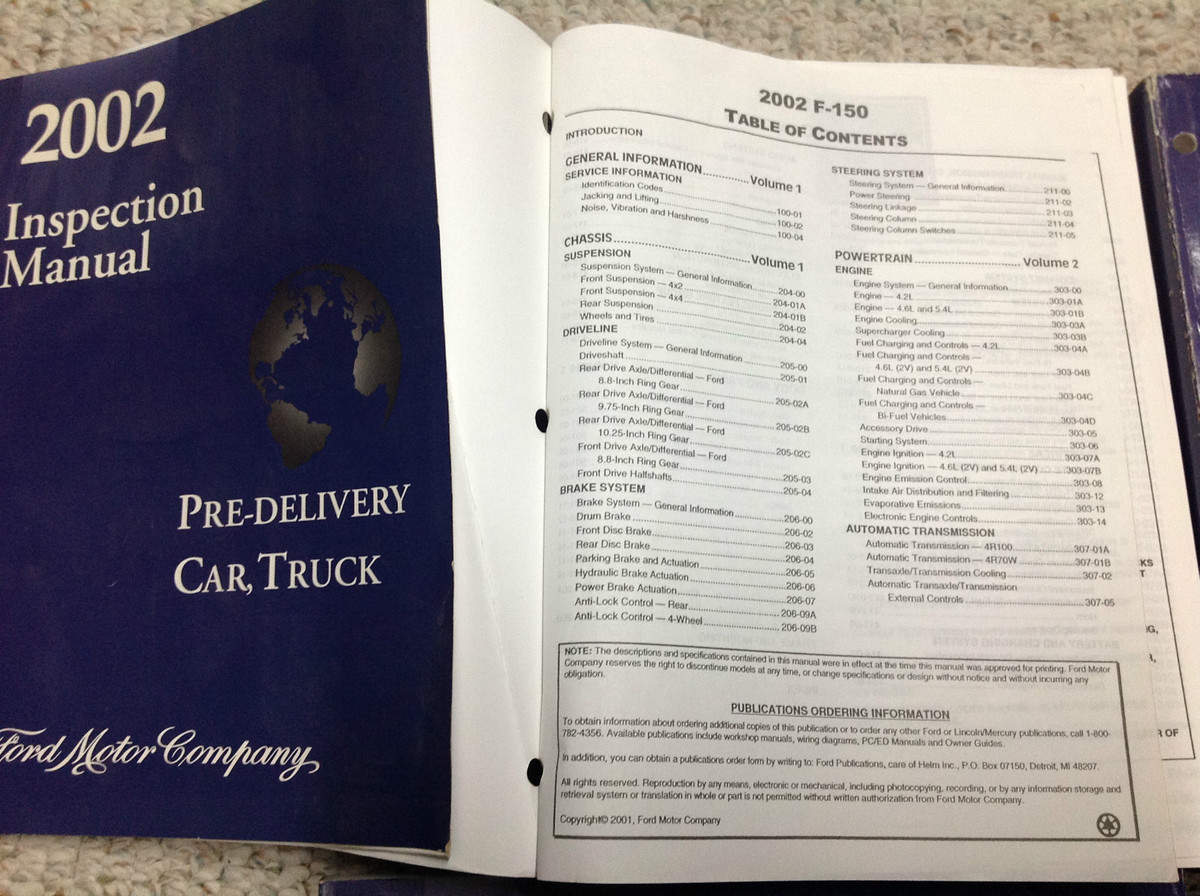 2002
Inspection
Manual
PRE-DELIVERY
CAR, TRUCK
Ford Motor Company
2002 F-150
TABLE OF CONTENTS
INTRODUCTION
GENERAL INFORMATION..........Volume 1
SERVICE INFORMATION
Identification Codes..........100-01
Jacking and Lifting..........100-02
Noise, Vibration and Harshness..........100-04
CHASSIS..........Volume 1
SUSPENSION
Suspension System — General Information..........204-00
Front Suspension — 4x2..........204-01A
Front Suspension — 4x4..........204-01B
Rear Suspension..........204-02
Wheels and Tires..........204-04
DRIVELINE
Driveline System — General Information..........205-00
Driveshaft..........205-01
Rear Drive Axle/Differential — Ford
8.8-Inch Ring Gear..........205-02A
Rear Drive Axle/Differential — Ford
9.75-Inch Ring Gear..........205-02B
Rear Drive Axle/Differential — Ford
10.25-Inch Ring Gear..........205-02C
Front Drive Axle/Differential — Ford
8.8-Inch Ring Gear..........205-03
Front Drive Halfshafts..........205-04
BRAKE SYSTEM
Brake System — General Information..........206-00
Drum Brake..........206-02
Front Disc Brake..........206-03
Rear Disc Brake..........206-04
Parking Brake and Actuation..........206-05
Hydraulic Brake Actuation..........206-06
Power Brake Actuation..........206-07
Anti-Lock Control — Rear..........206-09A
Anti-Lock Control — 4-Wheel..........206-09B
STEERING SYSTEM
Steering System — General Information..........211-00
Power Steering..........211-02
Steering Linkage..........211-03
Steering Column..........211-04
Steering Column Switches..........211-05
POWERTRAIN..........Volume 2
ENGINE
Engine System — General Information..........303-00
Engine — 4.2L..........303-01A
Engine — 4.6L and 5.4L..........303-01B
Engine Cooling..........303-03A
Supercharger Cooling..........303-03B
Fuel Charging and Controls — 4.2L..........303-04A
Fuel Charging and Controls —
4.6L (2V) and 5.4L (2V)..........303-04B
Fuel Charging and Controls —
Natural Gas Vehicle..........303-04C
Fuel Charging and Controls —
Bi-Fuel Vehicles..........303-04D
Accessory Drive..........303-05
Starting System..........303-06
Engine Ignition — 4.2L..........303-07A
Engine Ignition — 4.6L (2V) and 5.4L (2V)..........303-07B
Engine Emission Control..........303-08
Intake Air Distribution and Filtering..........303-12
Evaporative Emissions..........303-13
Electronic Engine Controls..........303-14
AUTOMATIC TRANSMISSION
Automatic Transmission — 4R100..........307-01A
Automatic Transmission — 4R70W..........307-01B
Transaxle/Transmission Cooling..........307-02
Automatic Transaxle/Transmission
External Controls..........307-05
NOTE: The descriptions and specifications contained in this manual were in effect at the time this manual was approved for printing. Ford Motor
Company reserves the right to discontinue models at any time, or change specifications or design without notice and without incurring any
obligation.
PUBLICATIONS ORDERING INFORMATION
To obtain information about ordering additional copies of this publication or to order any other Ford or Lincoln/Mercury publications, call 1-800-
782-4356. Available publications include workshop manuals, wiring diagrams, PC/ED Manuals and Owner Guides.
In addition, you can obtain a publications order form by writing to: Ford Publications, care of Helm Inc., P.O. Box 07150, Detroit, MI 48207.
All rights reserved. Reproduction by any means, electronic or mechanical, including photocopying, recording, or by any information storage and
retrieval system or translation in whole or part is not permitted without written authorization from Ford Motor Company.
Copyright© 2001, Ford Motor Company